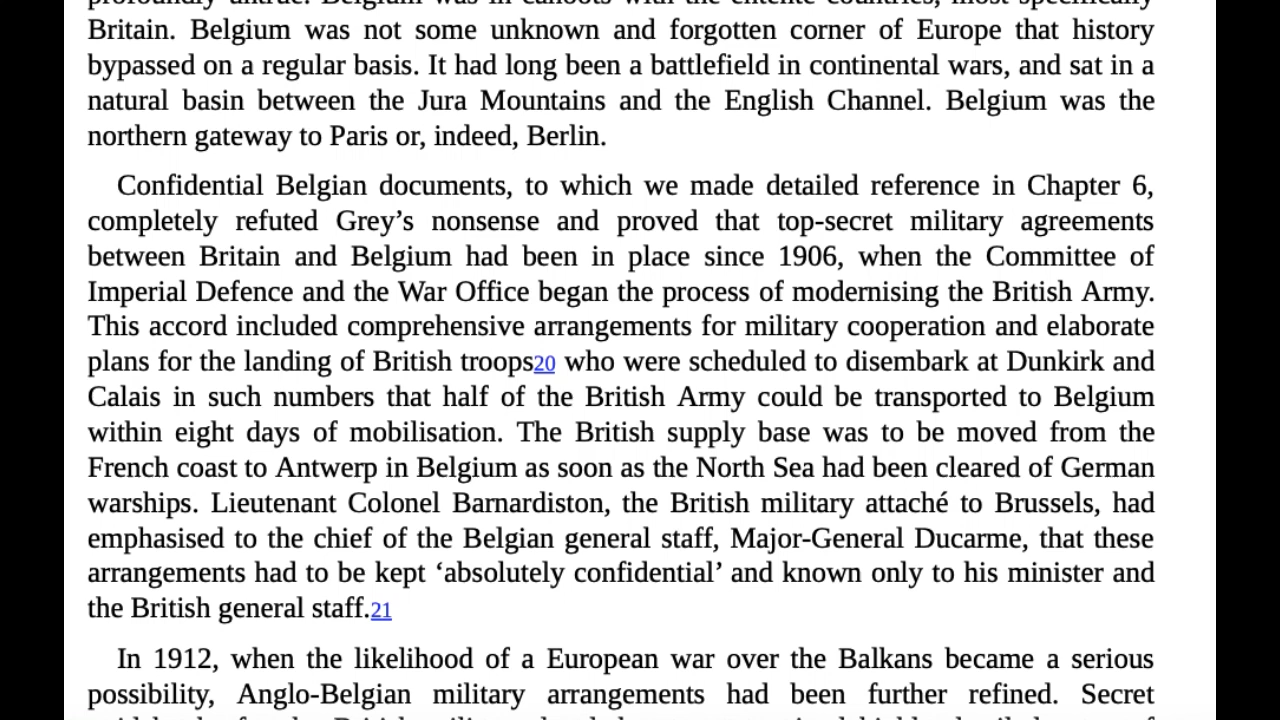 profoundly untrue. Belgium was in cahoots with the entente countries, most specifically
Britain. Belgium was not some unknown and forgotten corner of Europe that history
bypassed on a regular basis. It had long been a battlefield in continental wars, and sat in a
natural basin between the Jura Mountains and the English Channel. Belgium was the
northern gateway to Paris or, indeed, Berlin.
Confidential Belgian documents, to which we made detailed reference in Chapter 6,
completely refuted Grey’s nonsense and proved that top-secret military agreements
between Britain and Belgium had been in place since 1906, when the Committee of
Imperial Defence and the War Office began the process of modernising the British Army.
This accord included comprehensive arrangements for military cooperation and elaborate
plans for the landing of British troops20 who were scheduled to disembark at Dunkirk and
Calais in such numbers that half of the British Army could be transported to Belgium
within eight days of mobilisation. The British supply base was to be moved from the
French coast to Antwerp in Belgium as soon as the North Sea had been cleared of German
warships. Lieutenant Colonel Barnardiston, the British military attaché to Brussels, had
emphasised to the chief of the Belgian general staff, Major-General Ducarme, that these
arrangements had to be kept ‘absolutely confidential’ and known only to his minister and
the British general staff.21
In 1912, when the likelihood of a European war over the Balkans became a serious
possibility, Anglo-Belgian military arrangements had been further refined. Secret